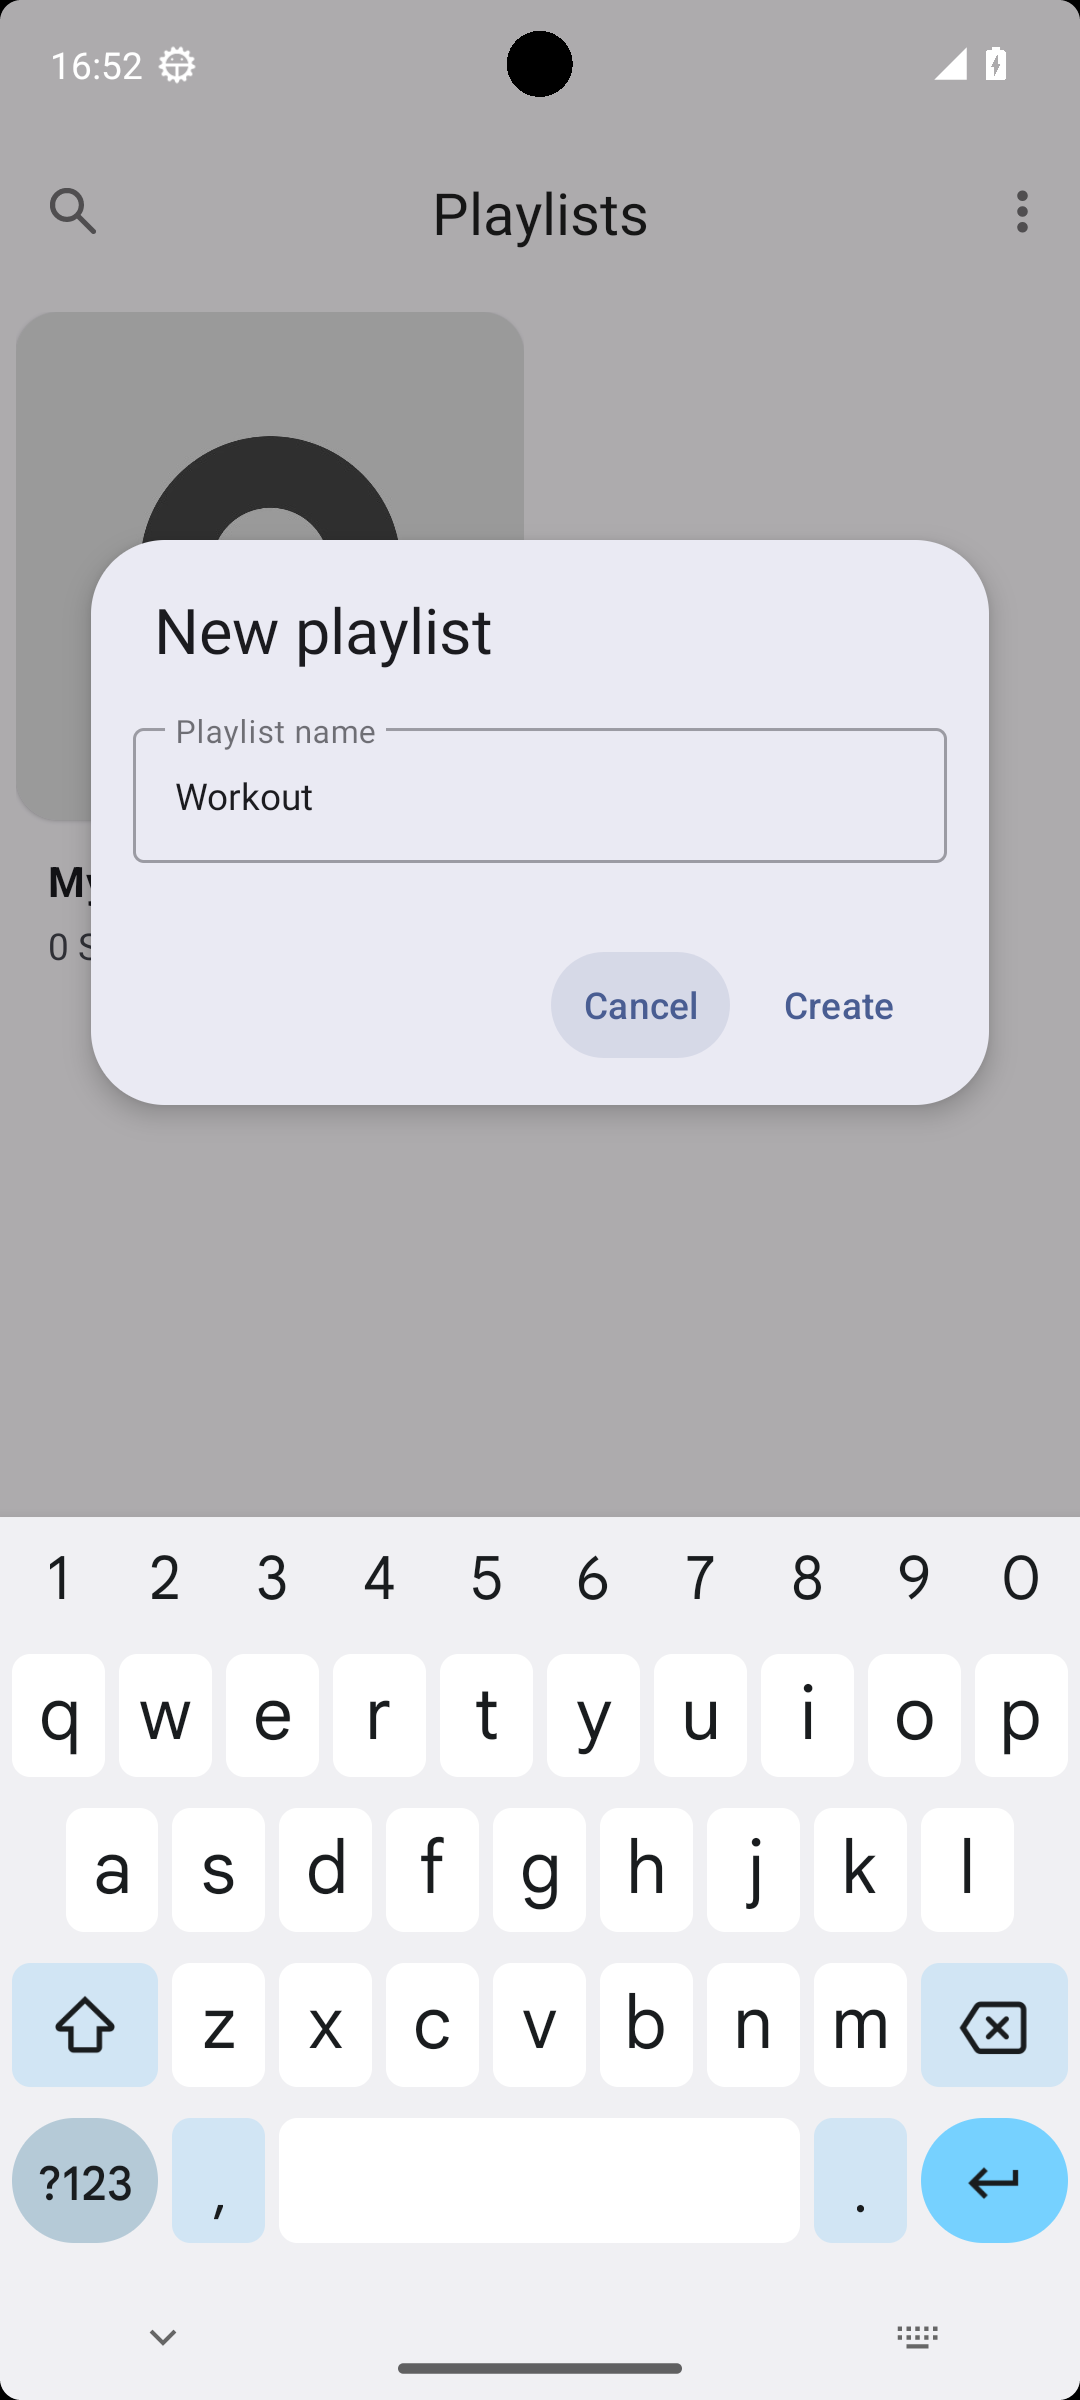 16:52
Playlists
New playlist
Playlist name
Workout
My
0 S
Cancel Create
1 2 3 4 5 6 7 8 9 0
q w e r t y u i o p
a s d f g h j k l
z x c v b n m
?123 , .